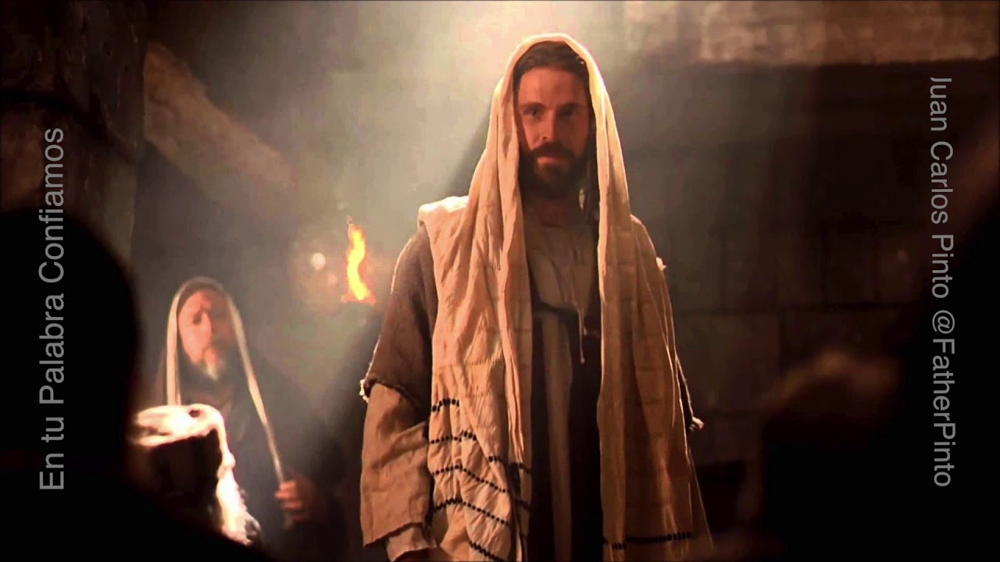 En tu Palabra Confiamos
Juan Carlos Pinto @FatherPinto